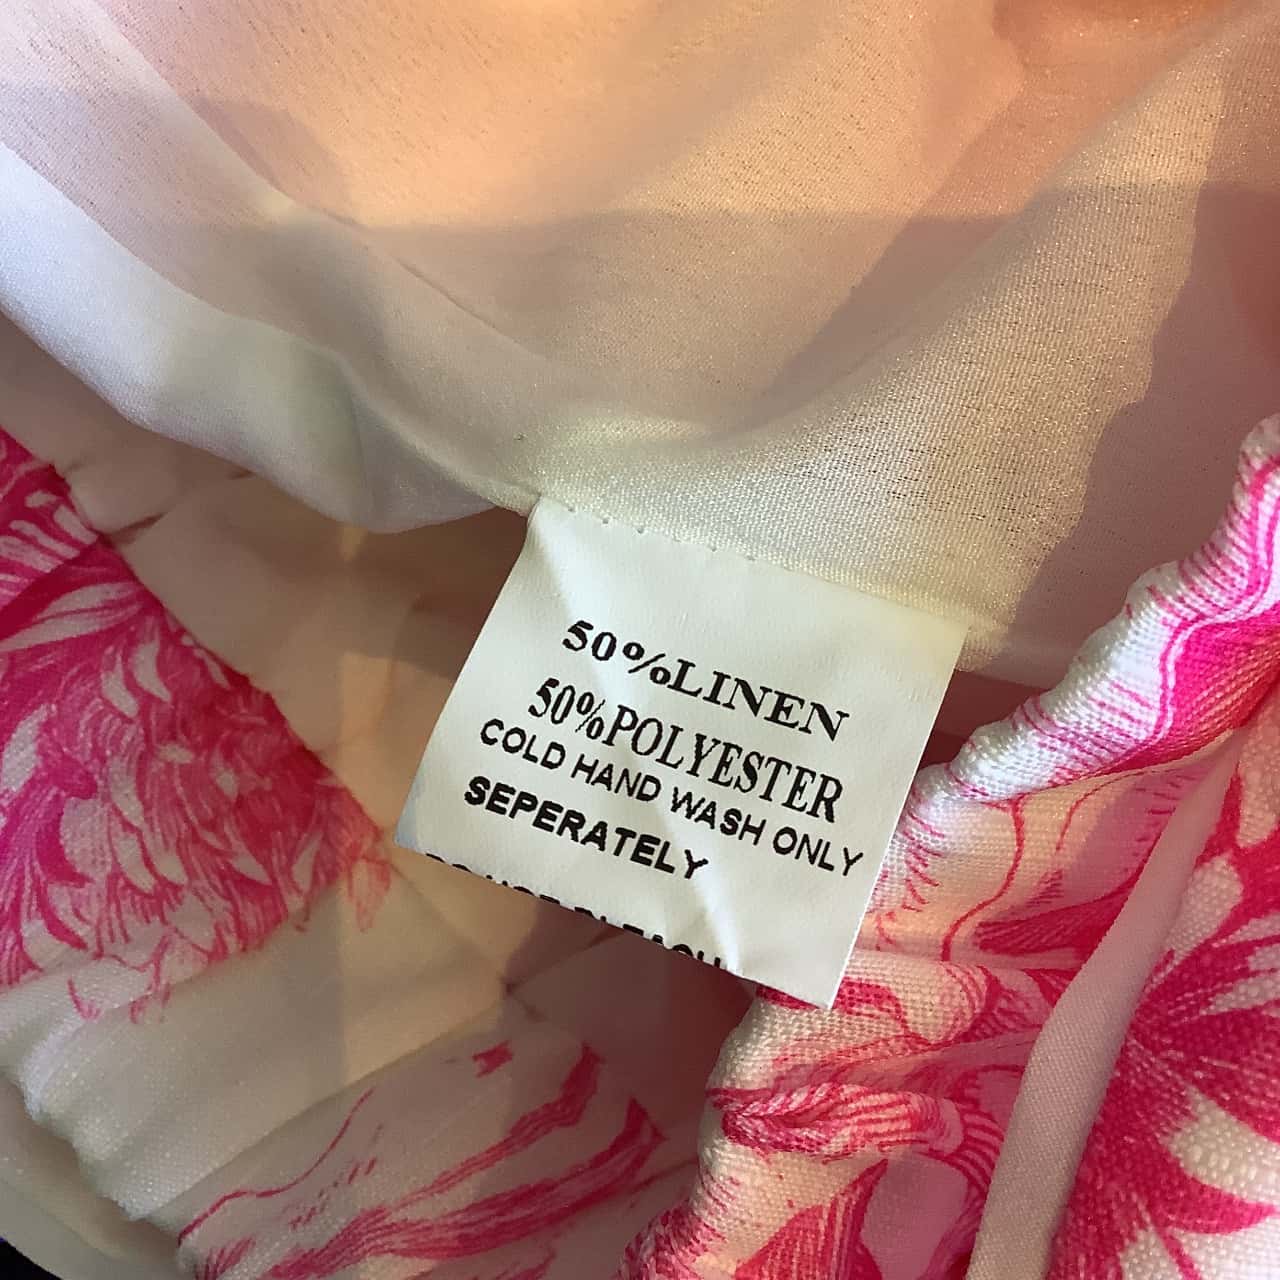 50%LINEN
50%POLYESTER
COLD HAND WASH ONLY
SEPERATELY